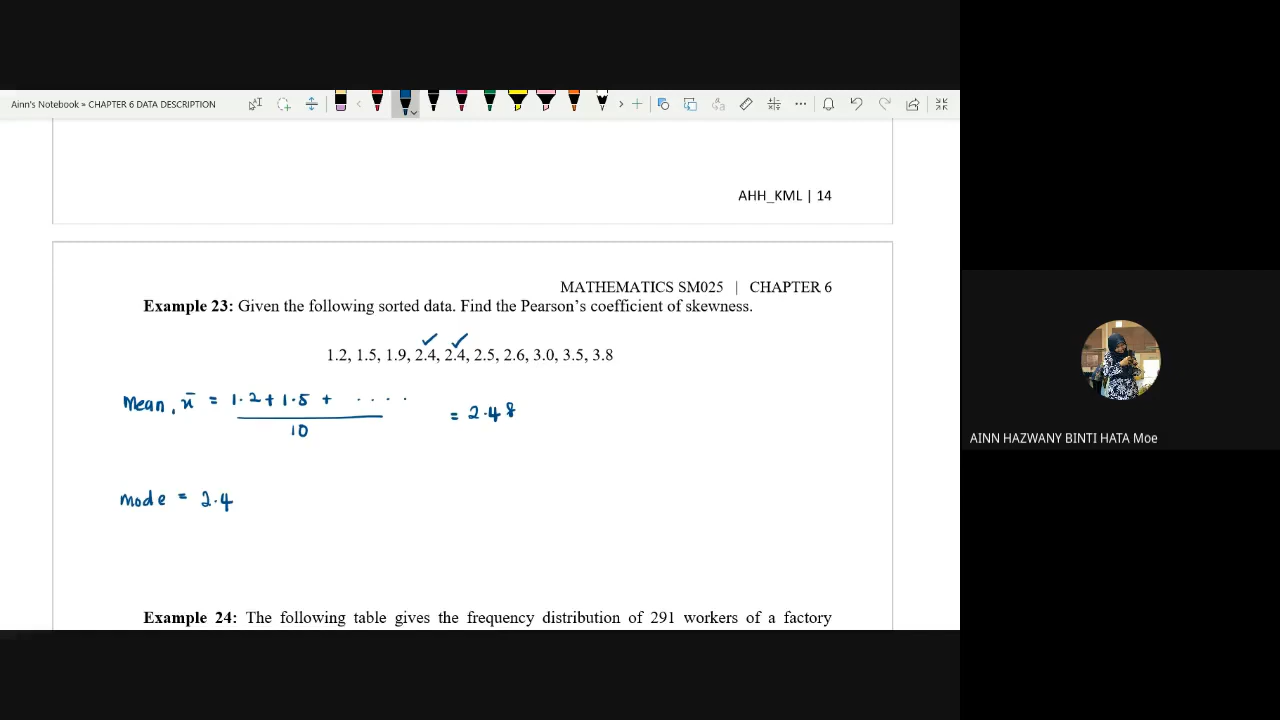 Ainn's Notebook > CHAPTER 6 DATA DESCRIPTION
AHH_KML | 14
MATHEMATICS SM025 | CHAPTER 6
Example 23: Given the following sorted data. Find the Pearson's coefficient of skewness.
1.2, 1.5, 1.9, 2.4, 2.4, 2.5, 2.6, 3.0, 3.5, 3.8
Mean, x̄ = 1.2 + 1.5 + .... = 2.48
10
mode = 2.4
Example 24: The following table gives the frequency distribution of 291 workers of a factory
AINN HAZWANY BINTI HATA Moe